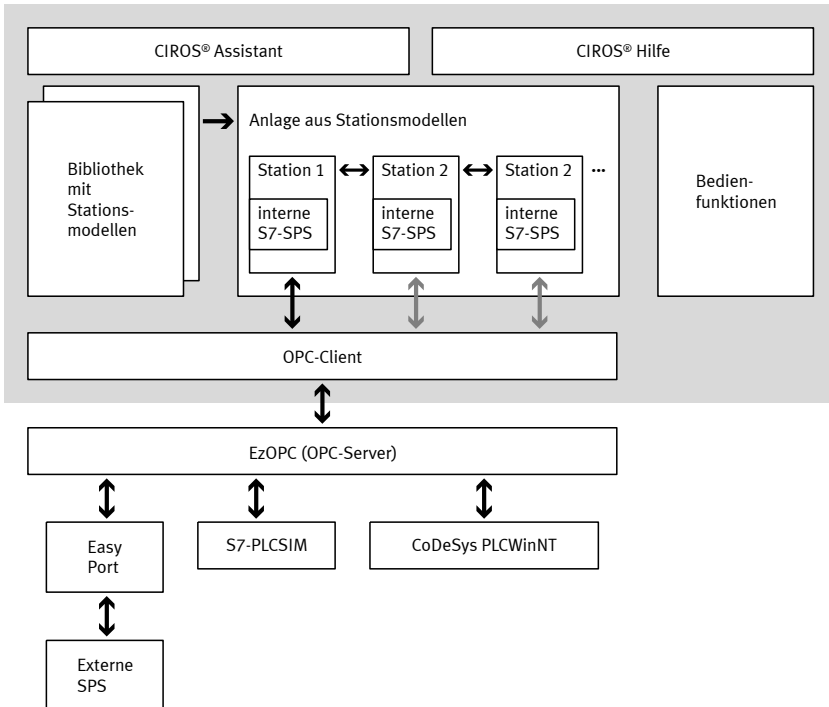 CIROS® Assistant
CIROS® Hilfe
Bibliothek
mit
Stations-
modellen
Anlage aus Stationsmodellen
Station 1
interne
S7-SPS
Station 2
interne
S7-SPS
Station 2
interne
S7-SPS
...
Bedien-
funktionen
OPC-Client
EzOPC (OPC-Server)
Easy
Port
S7-PLCSIM
CoDeSys PLCWinNT
Externe
SPS